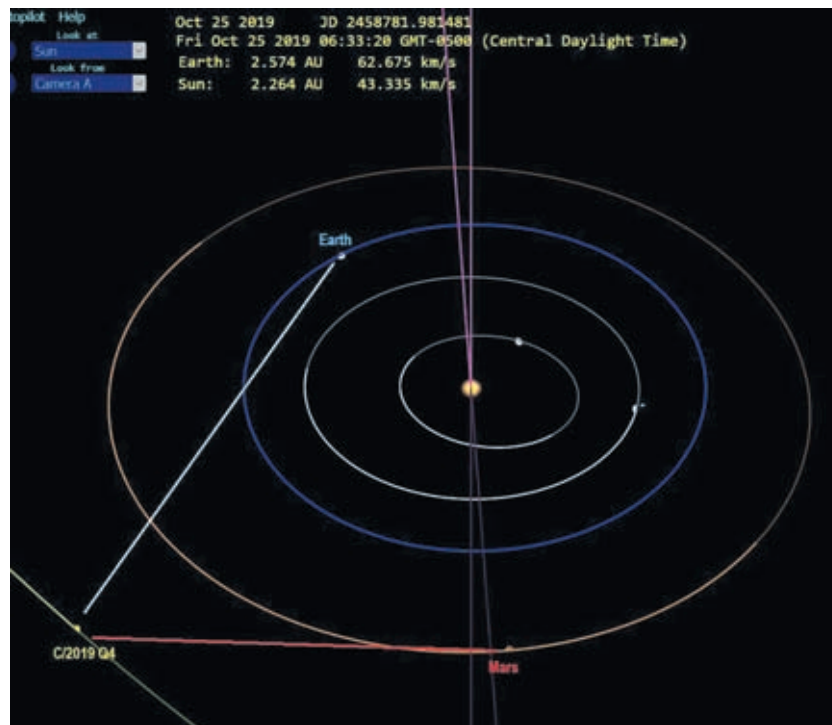 topilot Help
Look at
Sun
Look from
Camera A
Oct 25 2019 JD 2458781.981481
Fri Oct 25 2019 06:33:20 GMT-0500 (Central Daylight Time)
Earth: 2.574 AU 62.675 km/s
Sun: 2.264 AU 43.335 km/s
Earth
C/2019 Q4
Mars